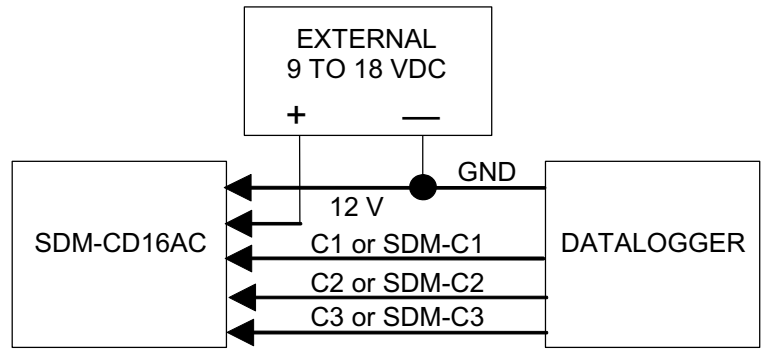 EXTERNAL
9 TO 18 VDC
+ —
GND
12 V
SDM-CD16AC
C1 or SDM-C1
DATALOGGER
C2 or SDM-C2
C3 or SDM-C3